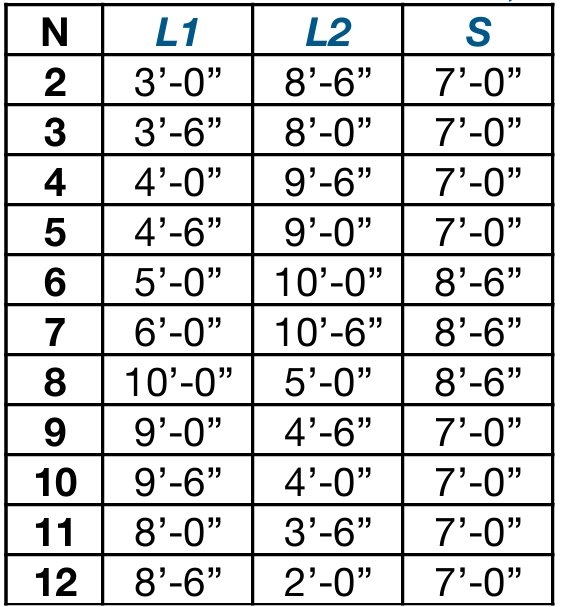 N L1 L2 S
2 3’-0” 8’-6” 7’-0”
3 3’-6” 8’-0” 7’-0”
4 4’-0” 9’-6” 7’-0”
5 4’-6” 9’-0” 7’-0”
6 5’-0” 10’-0” 8’-6”
7 6’-0” 10’-6” 8’-6”
8 10’-0” 5’-0” 8’-6”
9 9’-0” 4’-6” 7’-0”
10 9’-6” 4’-0” 7’-0”
11 8’-0” 3’-6” 7’-0”
12 8’-6” 2’-0” 7’-0”